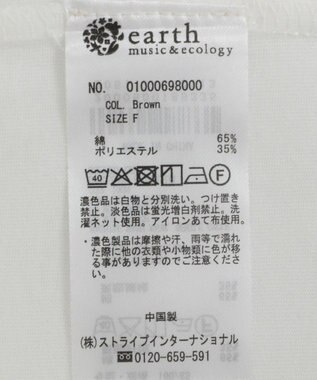 earth
music&ecology
NO. 01000698000
COL. Brown
SIZE F
綿 65%
ポリエステル 35%
40
F
濃色品は白物と分別洗い。つけ置き
禁止。淡色品は蛍光増白剤禁止。洗
濯ネット使用。アイロンあて布使用。
・濃色製品は摩擦や汗、雨等で濡れ
た際に他の衣類や小物類に色が移
る事がありますのでご注意くださ
い。
中国製
(株)ストライプインターナショナル
0120-659-591